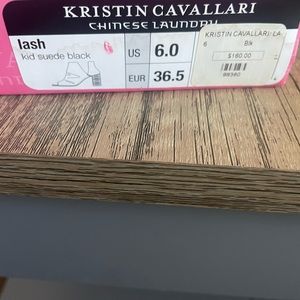 KRISTIN CAVALLARI
CHINESE LAUNDRY
lash
kid suede black
6
US 6.0
EUR 36.5
KRISTIN CAVALLARI-LA
6 Blk
$160.00